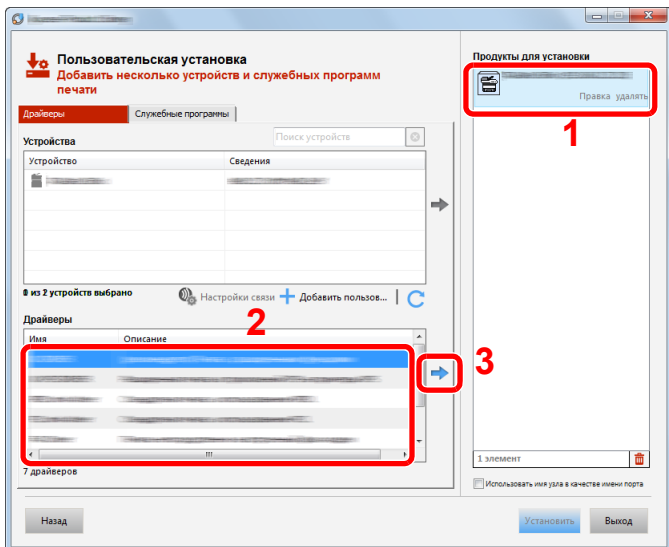 Пользовательская установка
Добавить несколько устройств и служебных программ
печати
Драйверы
Служебные программы
Устройства
Поиск устройств
Устройство
Сведения
0 из 2 устройств выбрано
Настройки связи
Добавить пользов...
Драйверы
2
Имя
Описание
3
7 драйверов
Продукты для установки
Правка удалять
1
1 элемент
Использовать имя узла в качестве имени порта
Назад
Установить
Выход